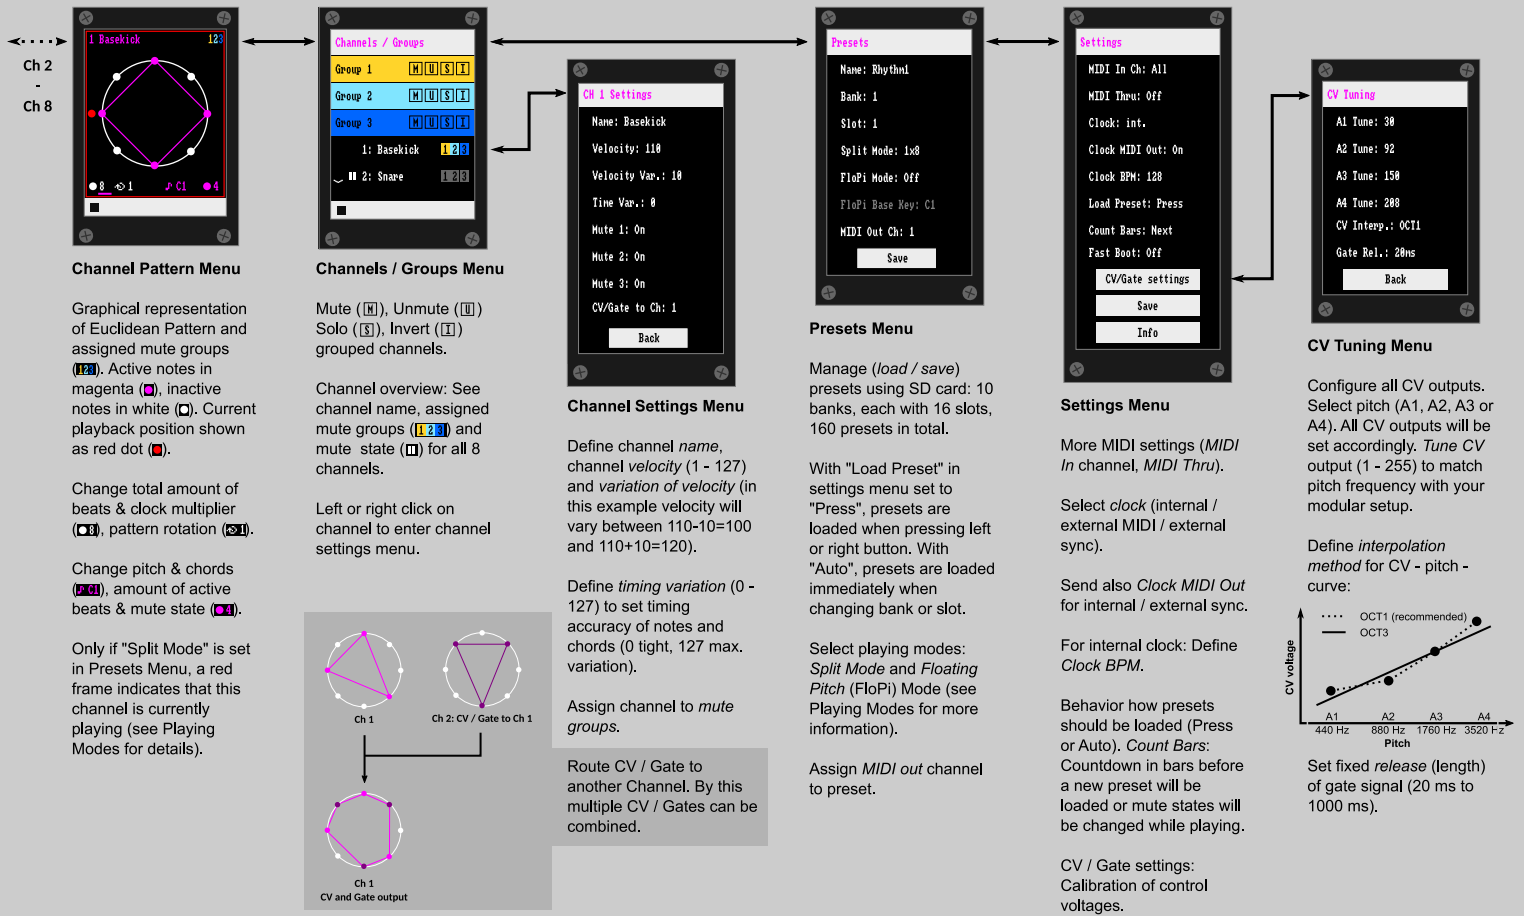 Ch 2
-
Ch 8
1 Basekick 123
8 1 C1 4
Channel Pattern Menu
Graphical representation
of Euclidean Pattern and
assigned mute groups
(123). Active notes in
magenta ( ), inactive
notes in white ( ). Current
playback position shown
as red dot ( ).
Change total amount of
beats & clock multiplier
( 8), pattern rotation ( 1).
Change pitch & chords
( C1), amount of active
beats & mute state ( 4).
Only if "Split Mode" is set
in Presets Menu, a red
frame indicates that this
channel is currently
playing (see Playing
Modes for details).
Channels / Groups
Group 1 M U S I
Group 2 M U S I
Group 3 M U S I
1: Basekick 1 2 3
2: Snare 1 2 3
Channels / Groups Menu
Mute (M), Unmute (U)
Solo (S), Invert (I)
grouped channels.
Channel overview: See
channel name, assigned
mute groups (1 2 3) and
mute state ( ) for all 8
channels.
Left or right click on
channel to enter channel
settings menu.
Ch 1
Ch 2: CV / Gate to Ch 1
Ch 1
CV and Gate output
CH 1 Settings
Name: Basekick
Velocity: 110
Velocity Var.: 10
Time Var.: 0
Mute 1: On
Mute 2: On
Mute 3: On
CV/Gate to Ch: 1
Back
Channel Settings Menu
Define channel name,
channel velocity (1 - 127)
and variation of velocity (in
this example velocity will
vary between 110-10=100
and 110+10=120).
Define timing variation (0 -
127) to set timing
accuracy of notes and
chords (0 tight, 127 max.
variation).
Assign channel to mute
groups.
Route CV / Gate to
another Channel. By this
multiple CV / Gates can be
combined.
Presets
Name: Rhythm1
Bank: 1
Slot: 1
Split Mode: 1x8
FloPi Mode: Off
FloPi Base Key: C1
MIDI Out Ch: 1
Save
Presets Menu
Manage (load / save)
presets using SD card: 10
banks, each with 16 slots,
160 presets in total.
With "Load Preset" in
settings menu set to
"Press", presets are
loaded when pressing left
or right button. With
"Auto", presets are loaded
immediately when
changing bank or slot.
Select playing modes:
Split Mode and Floating
Pitch (FloPi) Mode (see
Playing Modes for more
information).
Assign MIDI out channel
to preset.
Settings
MIDI In Ch: All
MIDI Thru: Off
Clock: int.
Clock MIDI Out: On
Clock BPM: 128
Load Preset: Press
Count Bars: Next
Fast Boot: Off
CV/Gate settings
Save
Info
Settings Menu
More MIDI settings (MIDI
In channel, MIDI Thru).
Select clock (internal /
external MIDI / external
sync).
Send also Clock MIDI Out
for internal / external sync.
For internal clock: Define
Clock BPM.
Behavior how presets
should be loaded (Press
or Auto). Count Bars:
Countdown in bars before
a new preset will be
loaded or mute states will
be changed while playing.
CV / Gate settings:
Calibration of control
voltages.
CV Tuning
A1 Tune: 30
A2 Tune: 92
A3 Tune: 150
A4 Tune: 208
CV Interp.: OCT1
Gate Rel.: 20ms
Back
CV Tuning Menu
Configure all CV outputs.
Select pitch (A1, A2, A3 or
A4). All CV outputs will be
set accordingly. Tune CV
output (1 - 255) to match
pitch frequency with your
modular setup.
Define interpolation
method for CV - pitch -
curve:
OCT1 (recommended)
OCT3
CV voltage
A1 A2 A3 A4
440 Hz 880 Hz 1760 Hz 3520 Hz
Pitch
Set fixed release (length)
of gate signal (20 ms to
1000 ms).